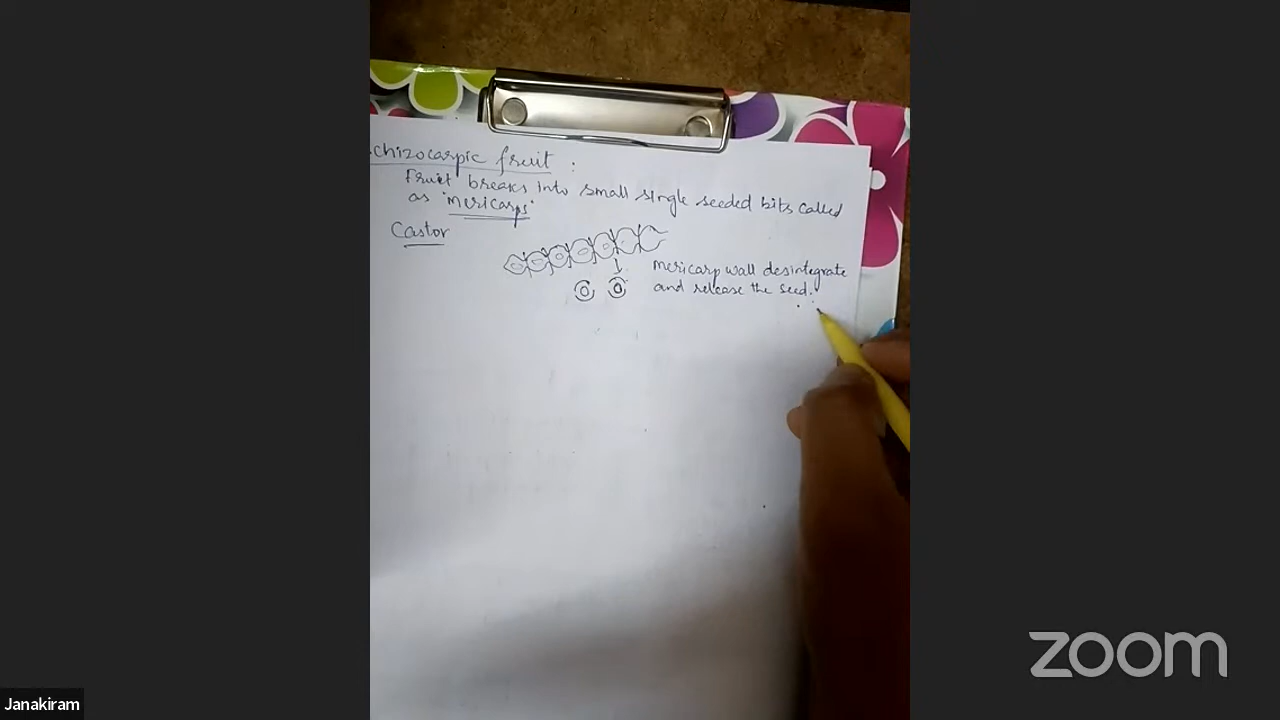 chizocarpic fruit :
Fruit breaks into small single seeded bits called
as "Mericarps"
Castor
Mericarp wall desintegrate
and release the seed.
zoom
Janakiram